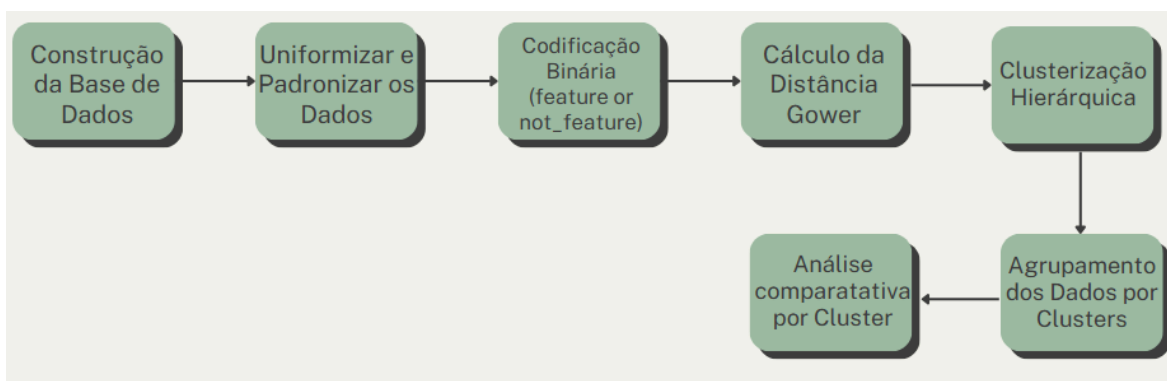 Construção
da Base de
Dados
Uniformizar e
Padronizar os
Dados
Codificação
Binária
(feature or
not_feature)
Cálculo da
Distância
Gower
Clusterização
Hierárquica
Agrupamento
dos Dados por
Clusters
Análise
comparatativa
por Cluster